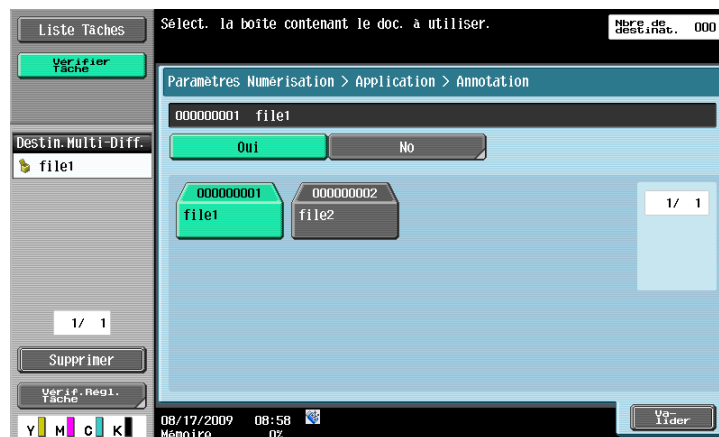 Liste Tâches
Vérifier
Tâche
Destin.Multi-Diff.
file1
1/ 1
Supprimer
Vérif.Régl.
Tâche
Y M C K
Sélect. la boîte contenant le doc. à utiliser.
Nbre de
destinat. 000
Paramètres Numérisation > Application > Annotation
000000001 file1
Oui No
000000001 000000002
file1 file2
1/ 1
08/17/2009 08:58
Mémoire 0%
Va-
lider